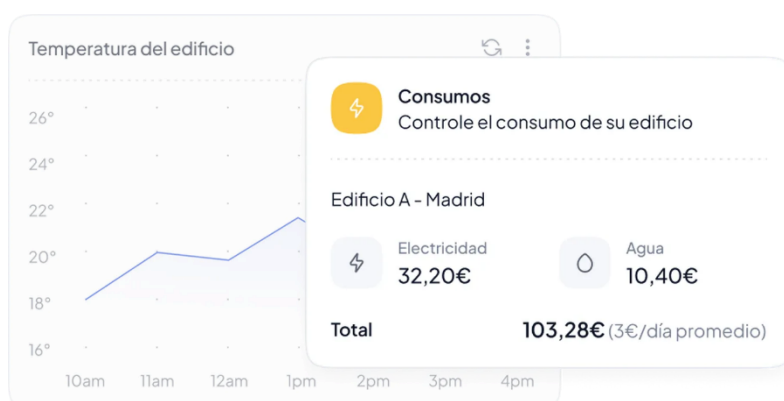 Temperatura del edificio
26°
24°
22°
20°
18°
16°
10am 11am 12am 1pm 2pm 3pm 4pm
Consumos
Controle el consumo de su edificio
Edificio A - Madrid
Electricidad
32,20€
Agua
10,40€
Total 103,28€ (3€/día promedio)